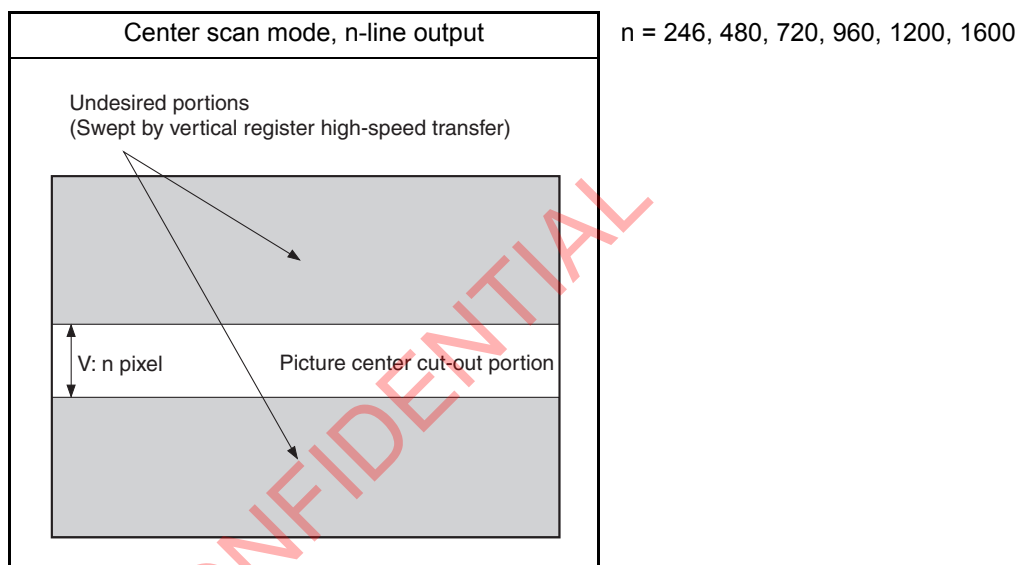 Center scan mode, n-line output
n = 246, 480, 720, 960, 1200, 1600
Undesired portions
(Swept by vertical register high-speed transfer)
V: n pixel
Picture center cut-out portion
NFIDENTIAL